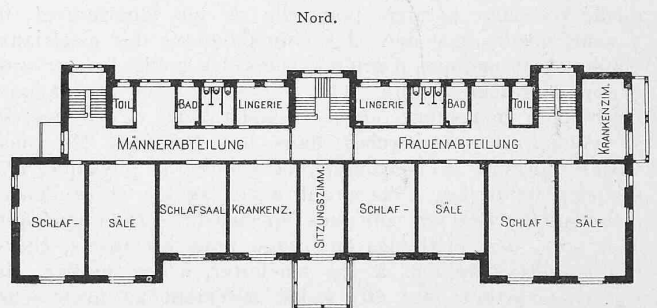 Nord.
TOIL.
BAD
LINGERIE.
LINGERIE.
BAD
TOIL.
KRANKENZIM.
MÄNNERABTEILUNG
FRAUENABTEILUNG
SCHLAF-
SÄLE
SCHLAFSAAL
KRANKENZ.
SITZUNGSZIMM.
SCHLAF-
SÄLE
SCHLAF-
SÄLE